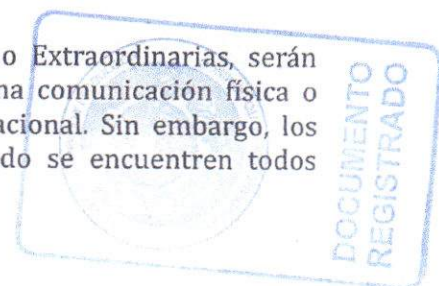 o Extraordinarias, serán
na comunicación física o
acional. Sin embargo, los
do se encuentren todos
DOCUMENTO
REGISTRADO